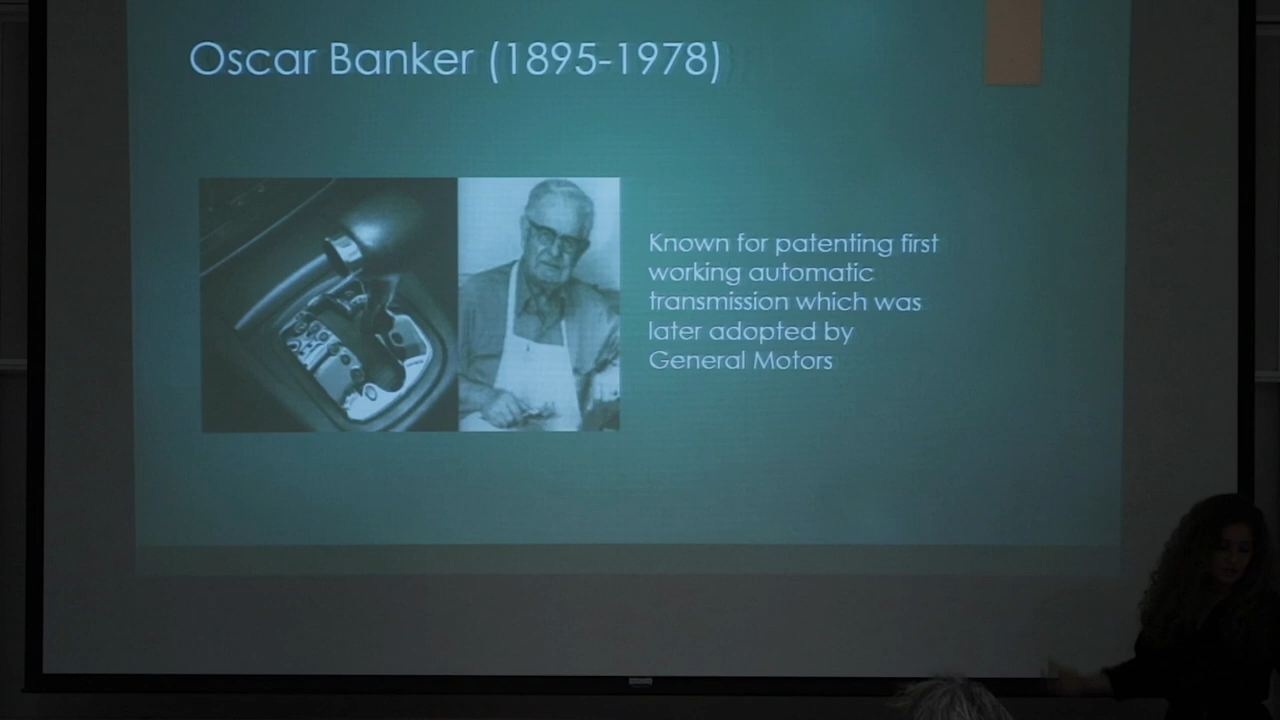 Oscar Banker (1895-1978)
Known for patenting first
working automatic
transmission which was
later adopted by
General Motors